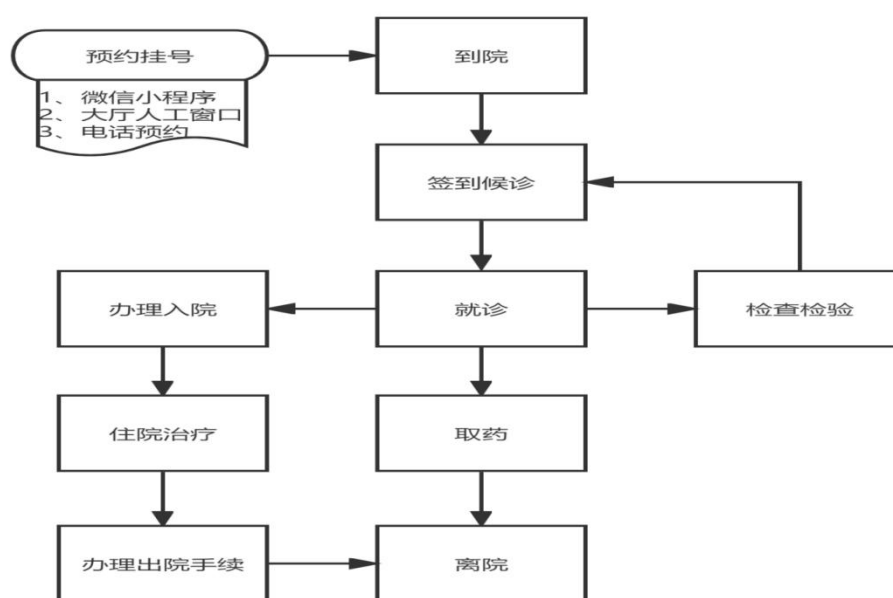 预约挂号
1、微信小程序
2、大厅人工窗口
3、电话预约
到院
签到候诊
办理入院
就诊
检查检验
住院治疗
取药
办理出院手续
离院